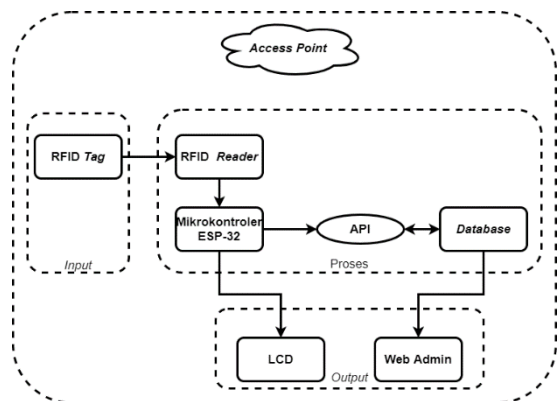 Access Point
RFID Tag
RFID Reader
Mikrokontroler
ESP-32
API
Database
Input
Proses
LCD
Web Admin
Output